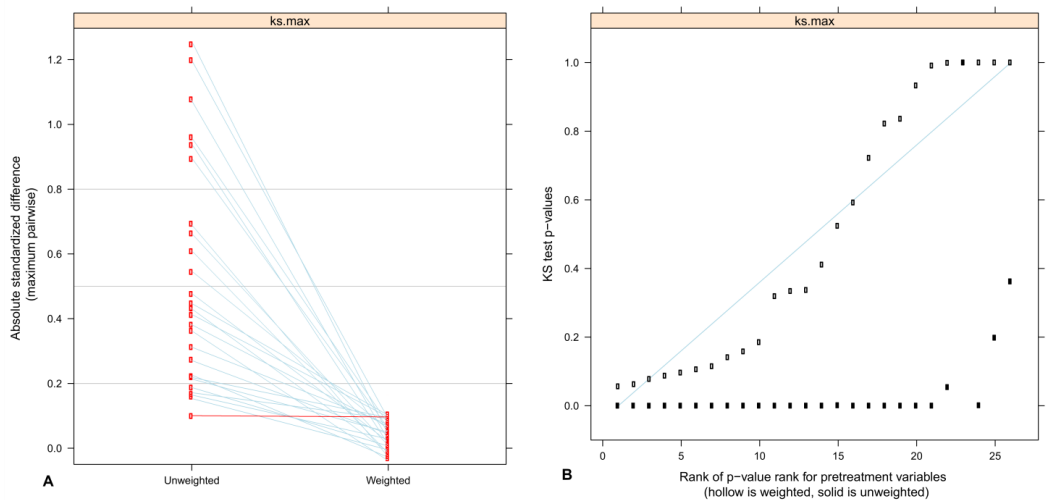 ks.max
Absolute standardized difference
(maximum pairwise)
1.2
1.0
0.8
0.6
0.4
0.2
0.0
Unweighted
Weighted
A
ks.max
KS test p−values
1.0
0.8
0.6
0.4
0.2
0.0
0
5
10
15
20
25
B
Rank of p−value rank for pretreatment variables
(hollow is weighted, solid is unweighted)